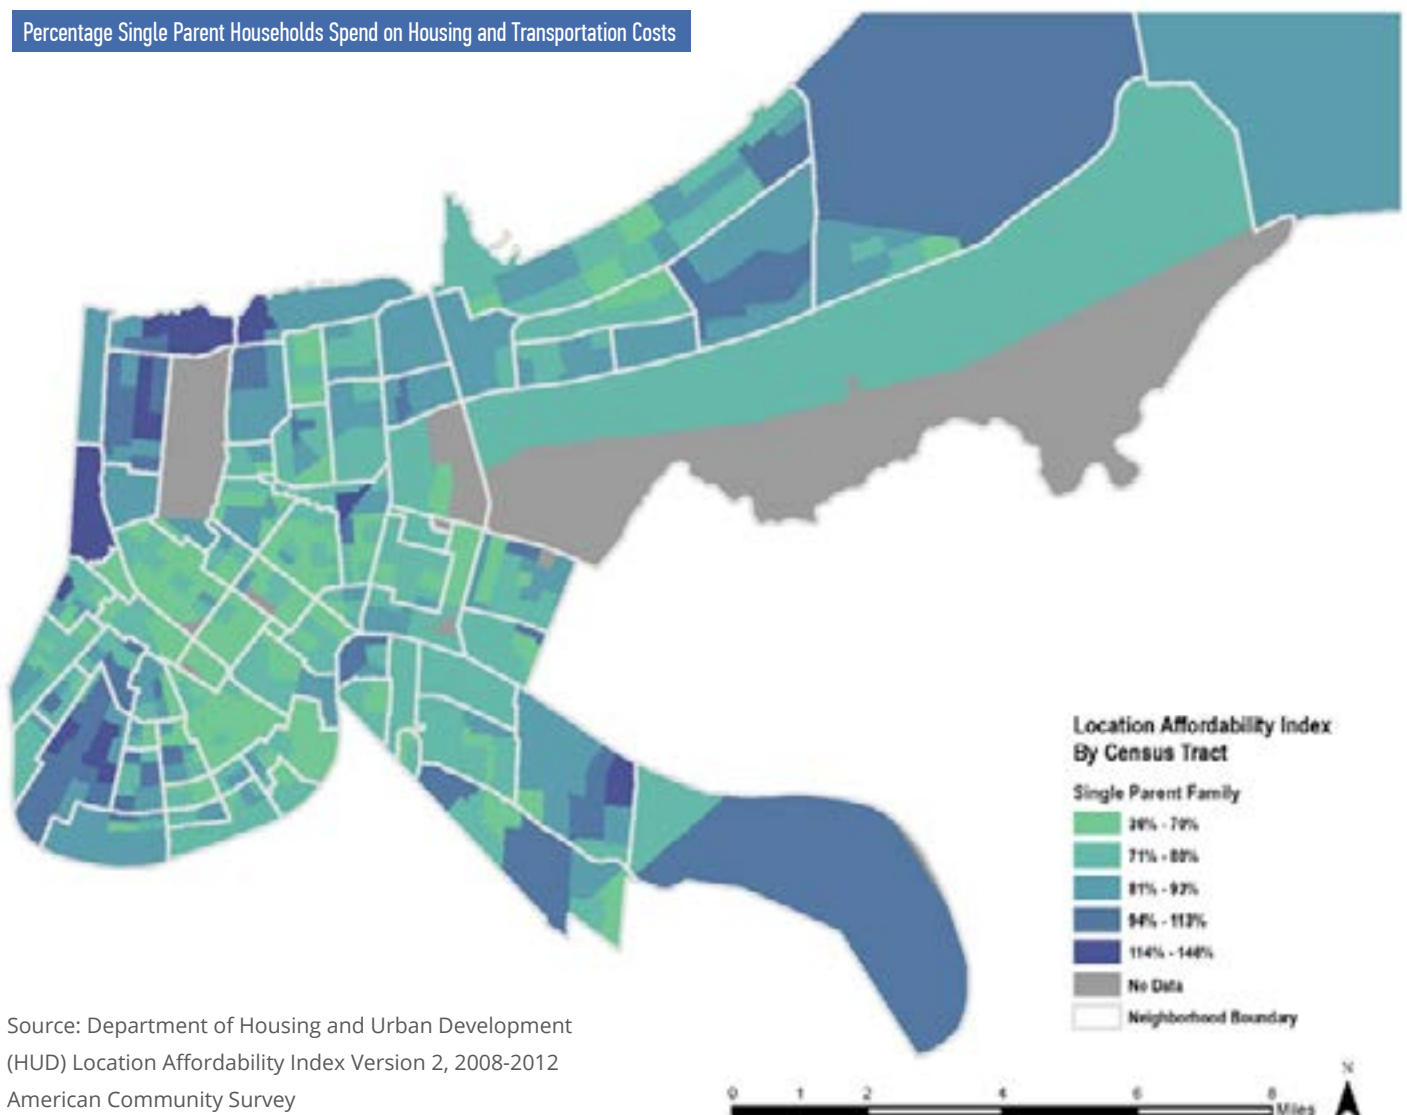 Percentage Single Parent Households Spend on Housing and Transportation Costs
Location Affordability Index
By Census Tract
Single Parent Family
71% - 80%
81% - 93%
94% - 113%
No Data
Neighborhood Boundary
Source: Department of Housing and Urban Development
(HUD) Location Affordability Index Version 2, 2008-2012
American Community Survey
N
0 1 2 4 6 8
Miles